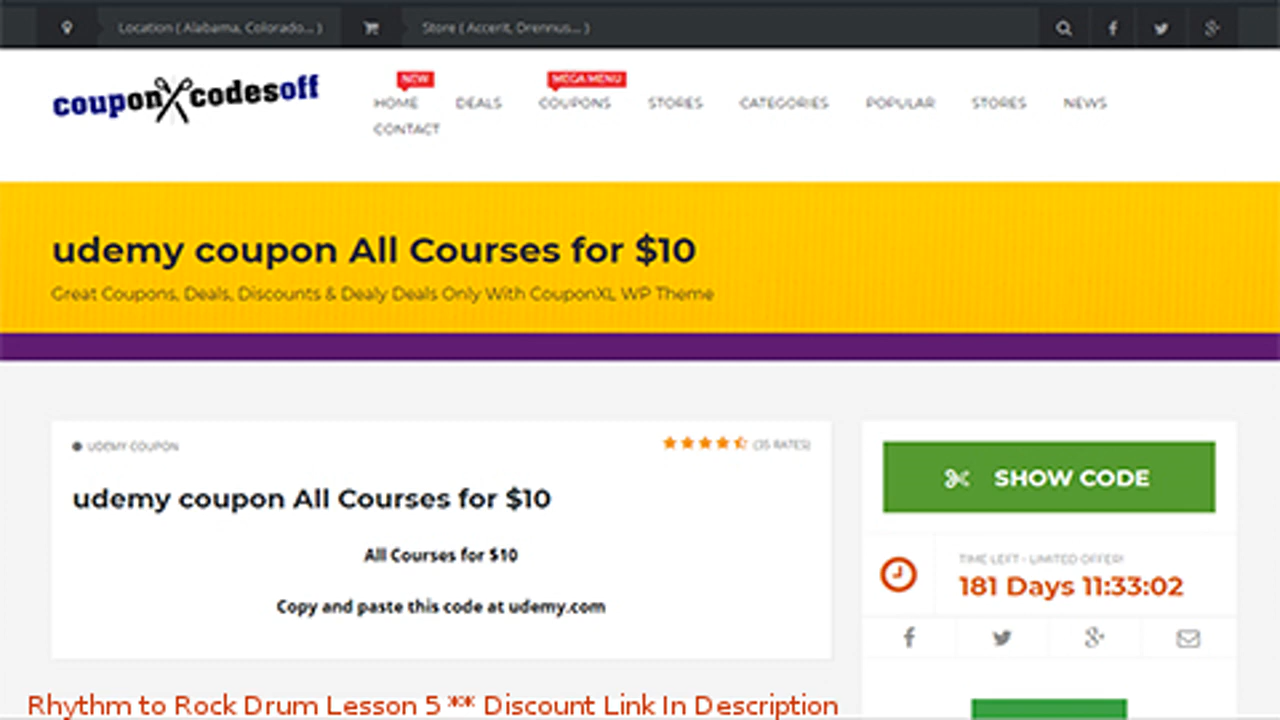 Location ( Alabama, Colorado... ) Store ( Accent, Drennus... )
coupon codesoff
NEW MEGA MENU
HOME DEALS COUPONS STORES CATEGORIES POPULAR STORES NEWS
CONTACT
udemy coupon All Courses for $10
Great Coupons, Deals, Discounts & Dealy Deals Only With CouponXL WP Theme
UDEMY COUPON (35 RATES)
udemy coupon All Courses for $10
All Courses for $10
Copy and paste this code at udemy.com
SHOW CODE
TIME LEFT - LIMITED OFFER!
181 Days 11:33:02
Rhythm to Rock Drum Lesson 5 ** Discount Link In Description